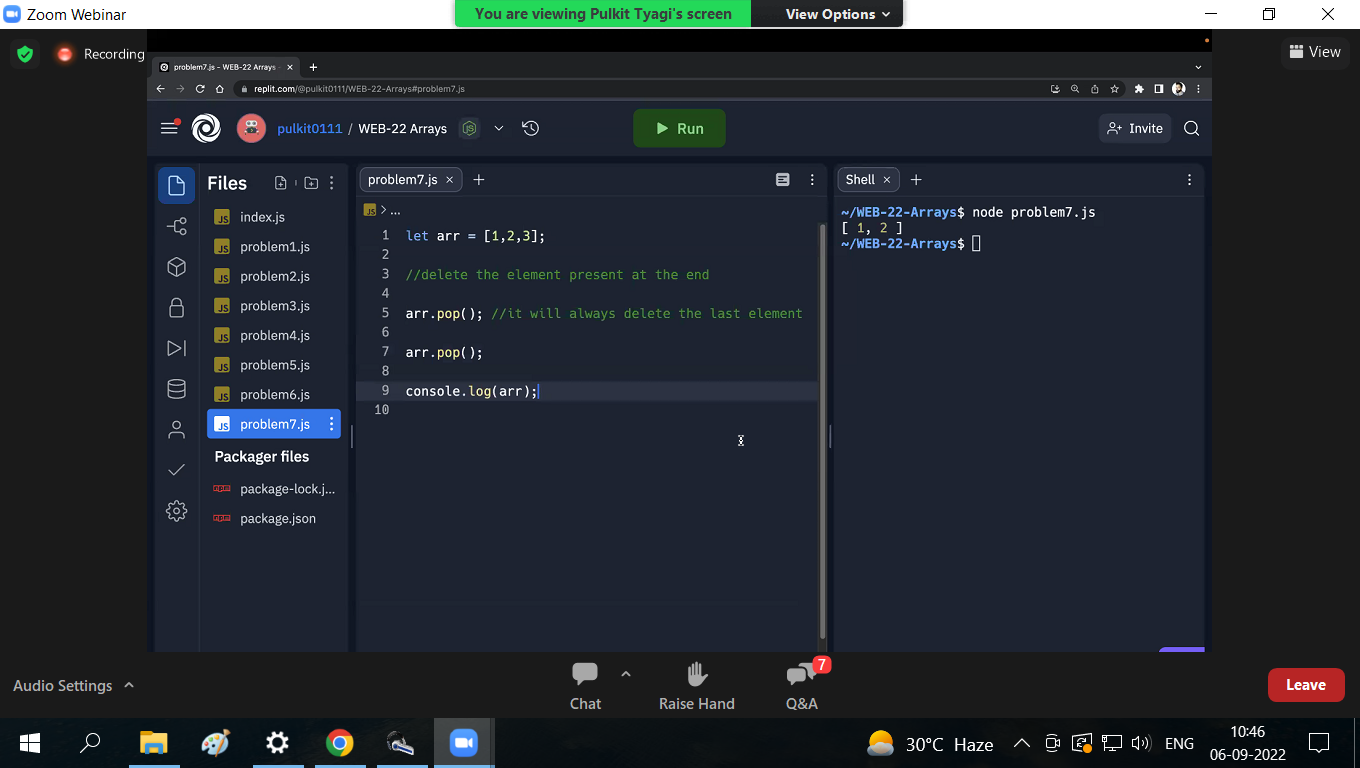 Zoom Webinar
You are viewing Pulkit Tyagi's screen
View Options
Recording
View
problem7.js - WEB-22 Arrays
replit.com/@pulkit0111/WEB-22-Arrays#problem7.js
pulkit0111 / WEB-22 Arrays
Run
Invite
Files
index.js
problem1.js
problem2.js
problem3.js
problem4.js
problem5.js
problem6.js
problem7.js
Packager files
package-lock.j...
package.json
problem7.js
JS > ...
1 let arr = [1,2,3];
2
3 //delete the element present at the end
4
5 arr.pop(); //it will always delete the last element
6
7 arr.pop();
8
9 console.log(arr);
10
Shell
~/WEB-22-Arrays$ node problem7.js
[ 1, 2 ]
~/WEB-22-Arrays$
Audio Settings
Chat
Raise Hand
7
Q&A
Leave
30°C Haze
ENG
10:46
06-09-2022